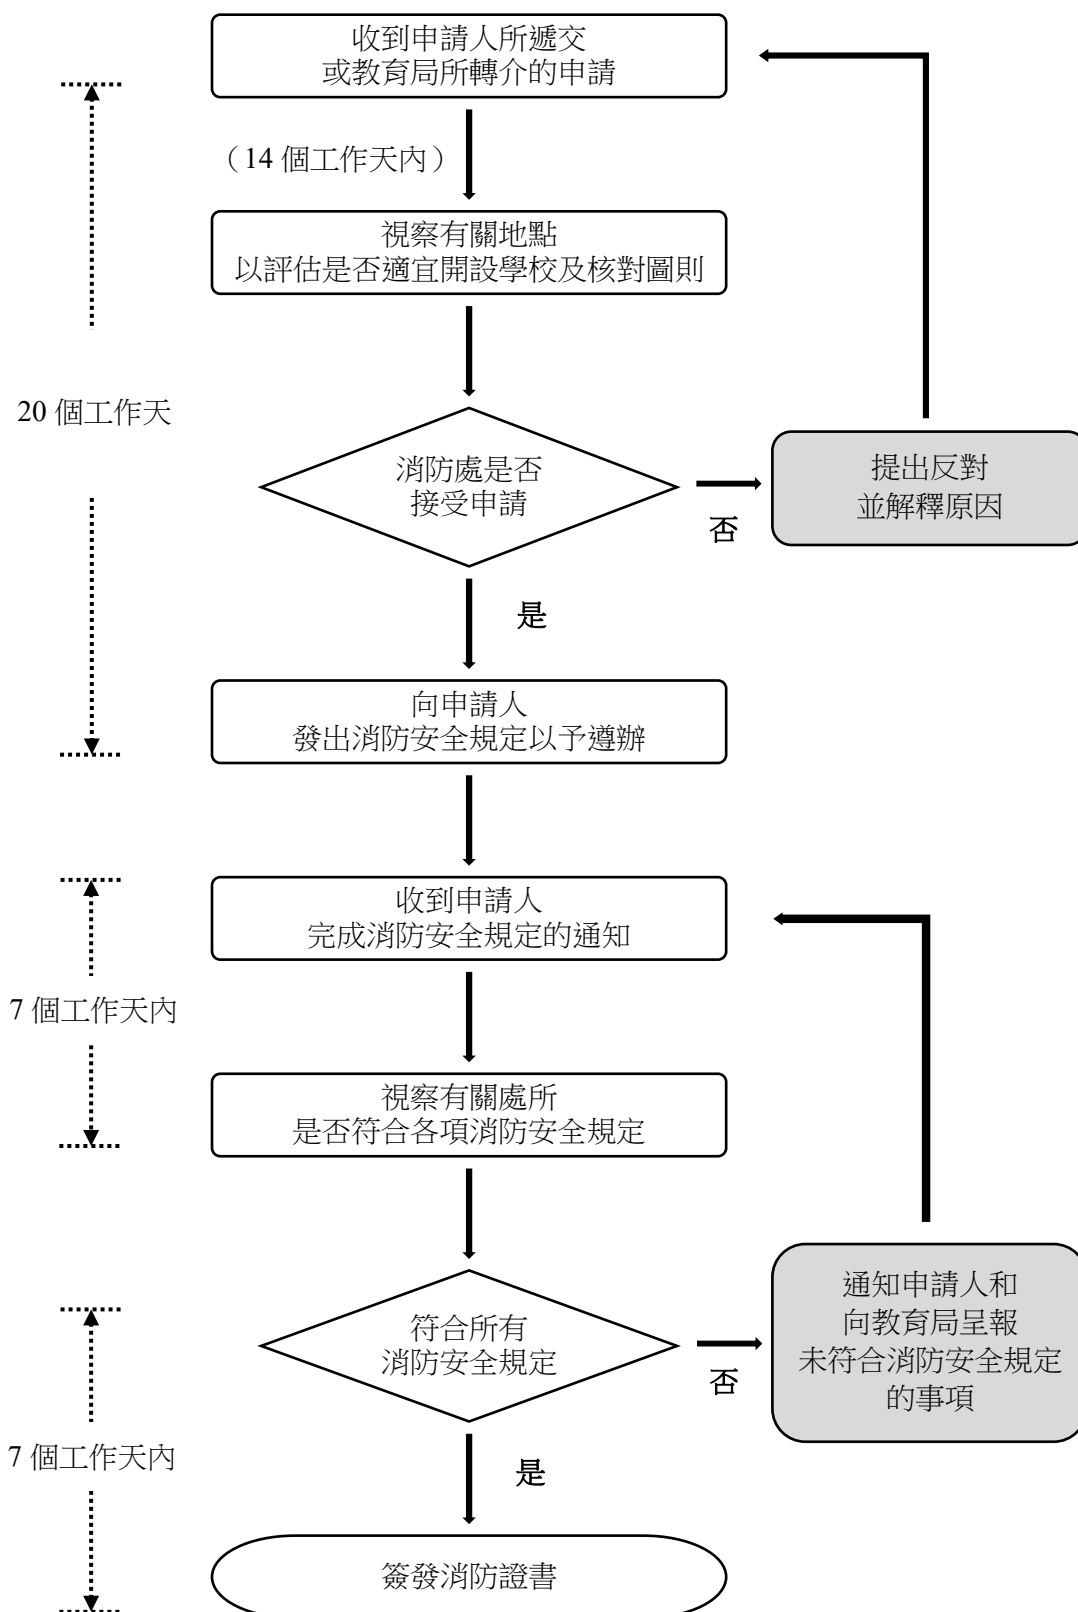 收到申請人所遞交
或教育局所轉介的申請
（14 個工作天內）
視察有關地點
以評估是否適宜開設學校及核對圖則
20 個工作天
消防處是否
接受申請
否
提出反對
並解釋原因
是
向申請人
發出消防安全規定以予遵辦
收到申請人
完成消防安全規定的通知
7 個工作天內
視察有關處所
是否符合各項消防安全規定
符合所有
消防安全規定
否
通知申請人和
向教育局呈報
未符合消防安全規定
的事項
7 個工作天內
是
簽發消防證書